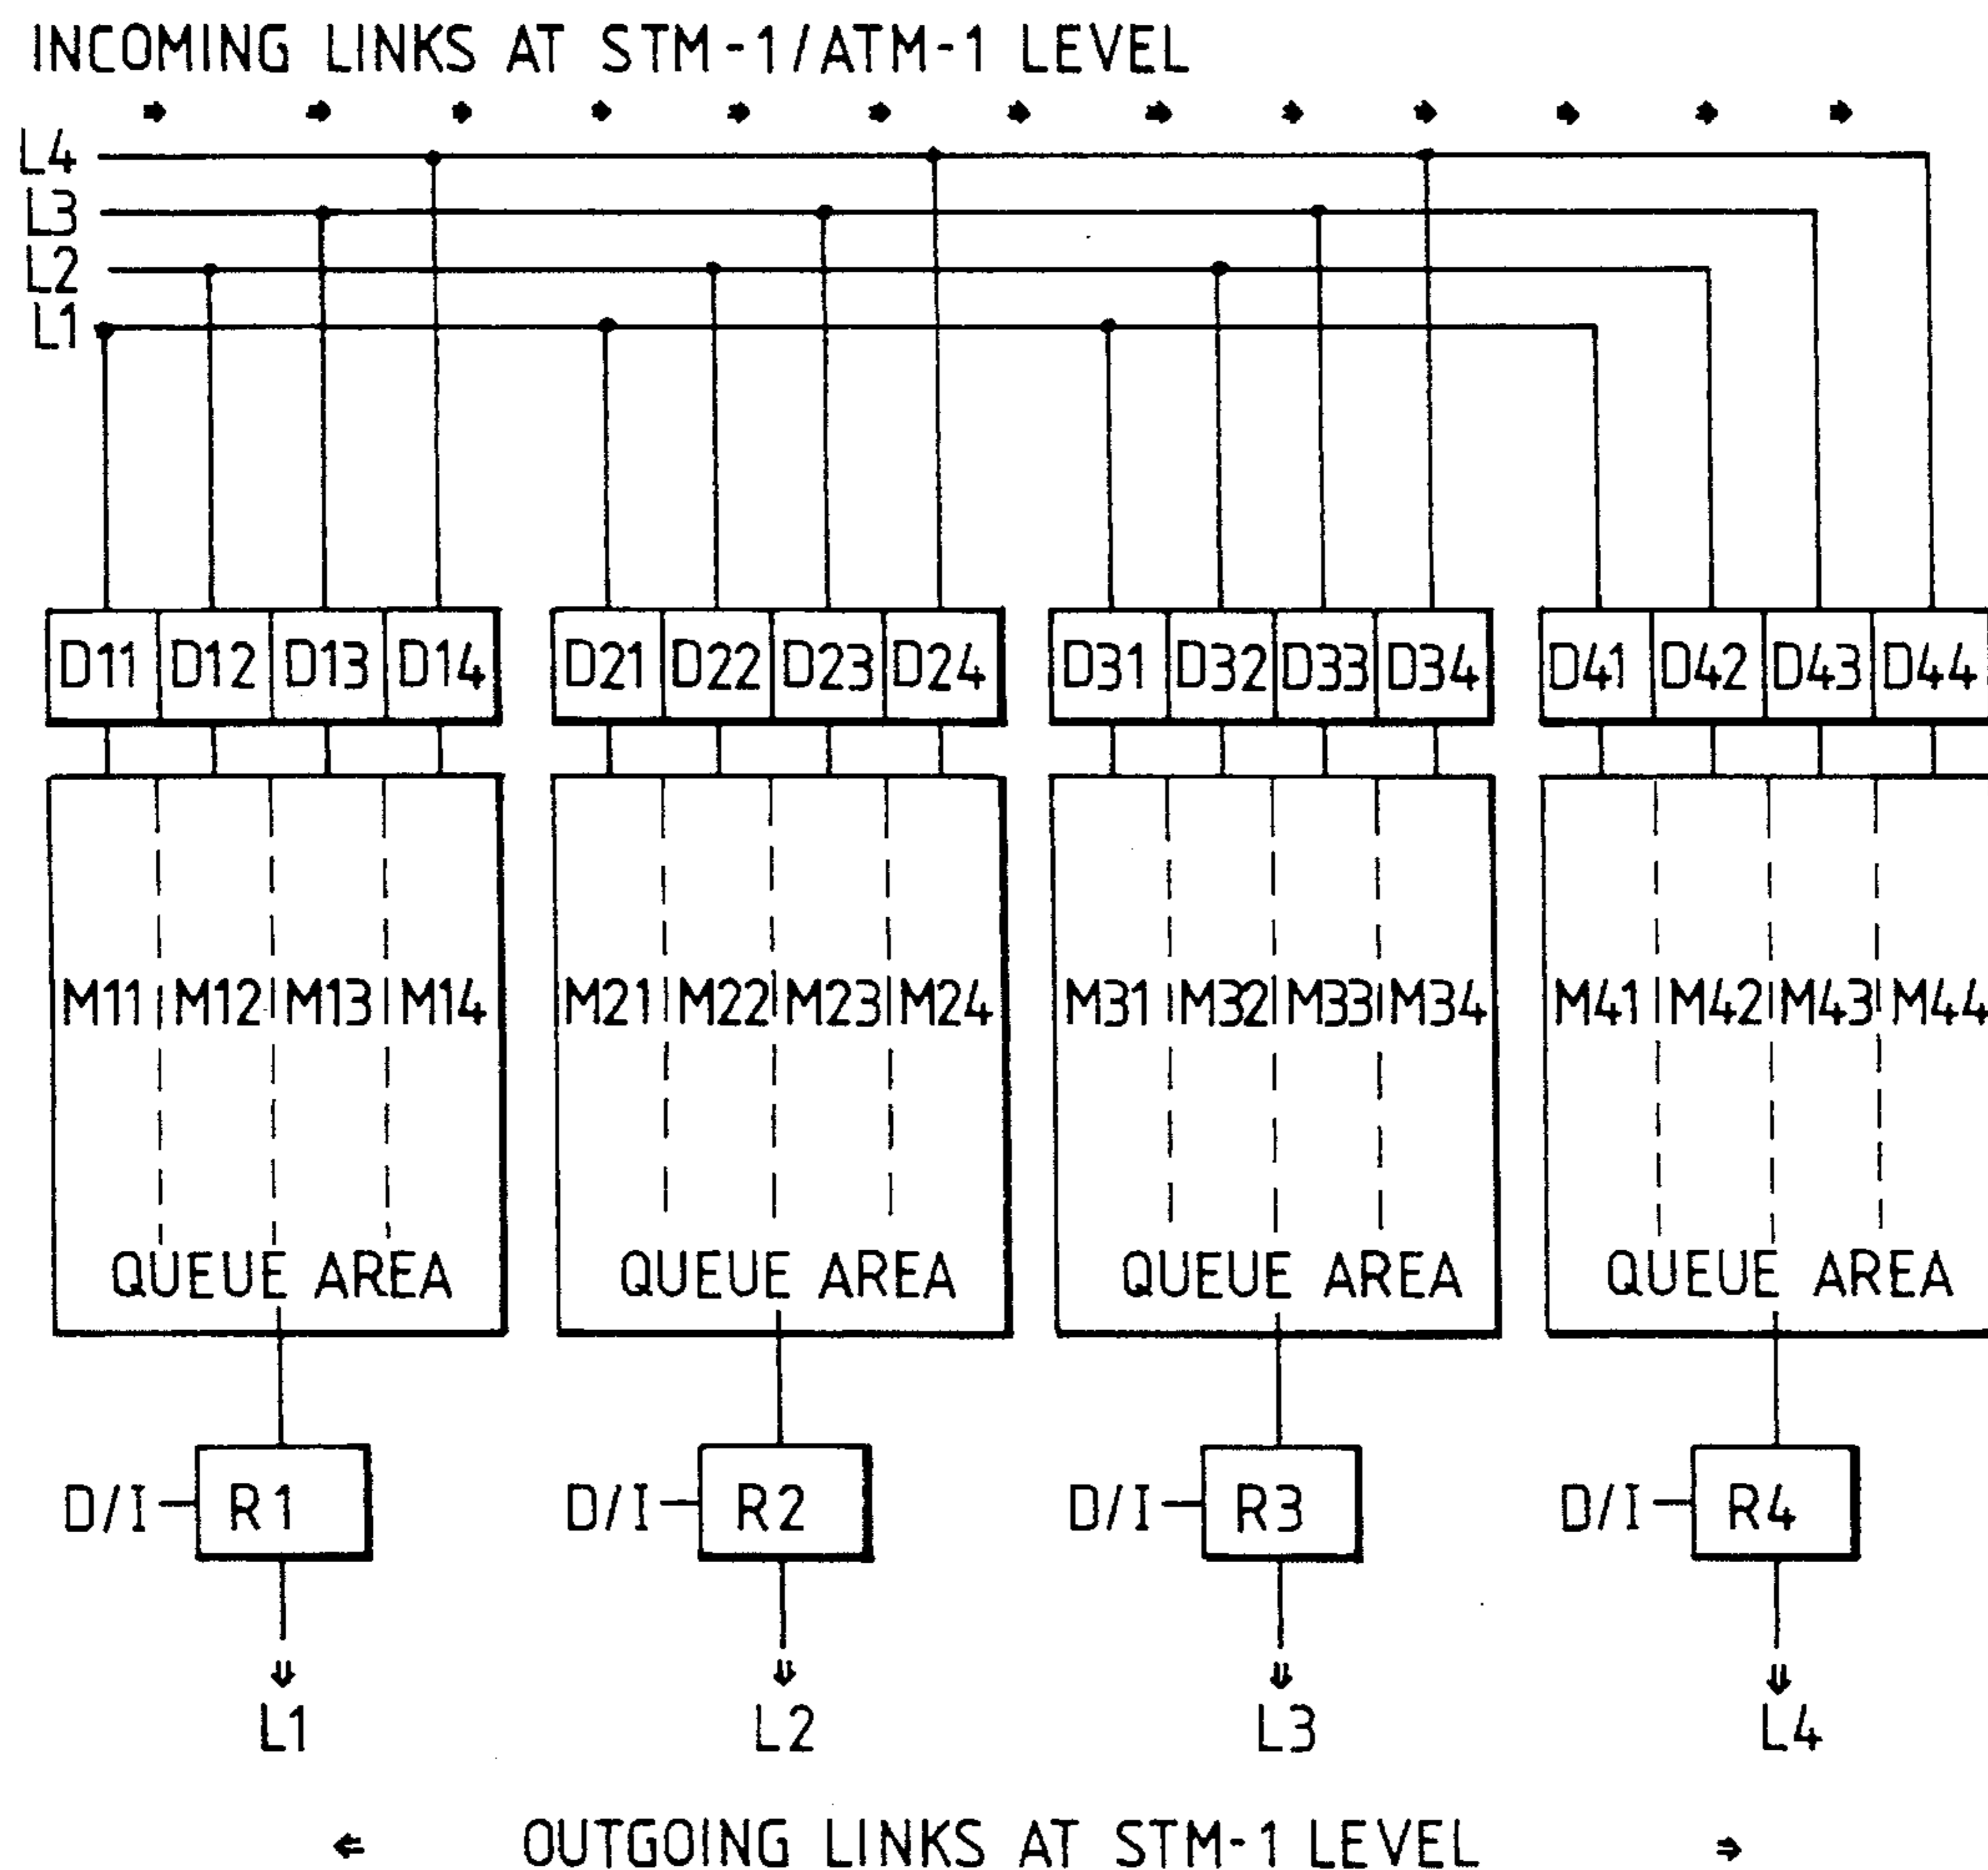 INCOMING LINKS AT STM-1/ATM-1 LEVEL
L4
L3
L2
L1
D11 D12 D13 D14 D21 D22 D23 D24 D31 D32 D33 D34 D41 D42 D43 D44
M11 M12 M13 M14 M21 M22 M23 M24 M31 M32 M33 M34 M41 M42 M43 M44
QUEUE AREA QUEUE AREA QUEUE AREA QUEUE AREA
D/I R1 D/I R2 D/I R3 D/I R4
L1 L2 L3 L4
OUTGOING LINKS AT STM-1 LEVEL